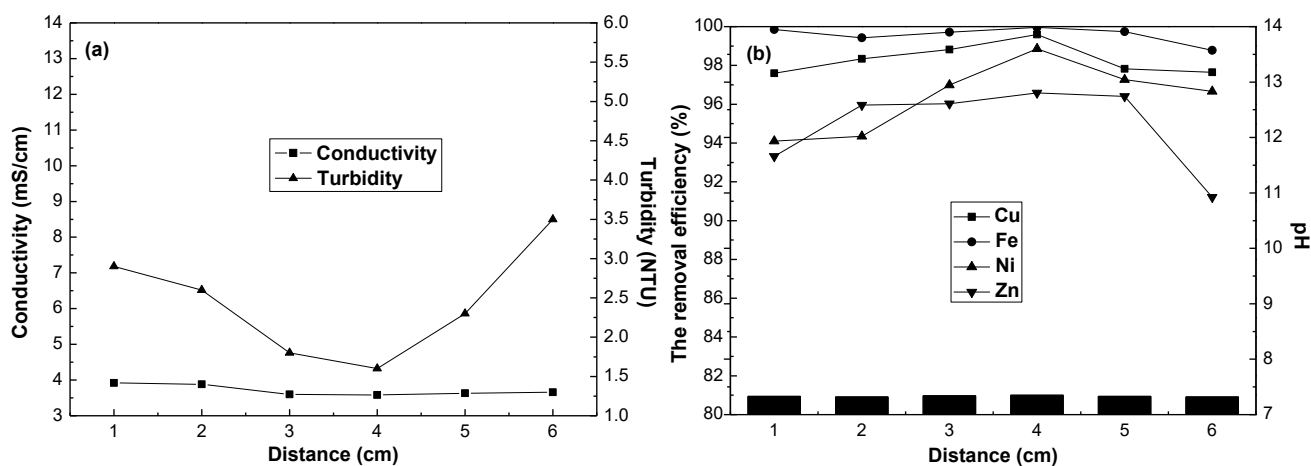 (a)
Conductivity (mS/cm)
14
13
12
11
10
9
8
7
6
5
4
3
Conductivity
Turbidity
6.0
5.5
5.0
4.5
4.0
3.5
3.0
2.5
2.0
1.5
1.0
Turbidity (NTU)
1 2 3 4 5 6
Distance (cm)
(b)
The removal efficiency (%)
100
98
96
94
92
90
88
86
84
82
80
Cu
Fe
Ni
Zn
14
13
12
11
10
9
8
7
pH
1 2 3 4 5 6
Distance (cm)